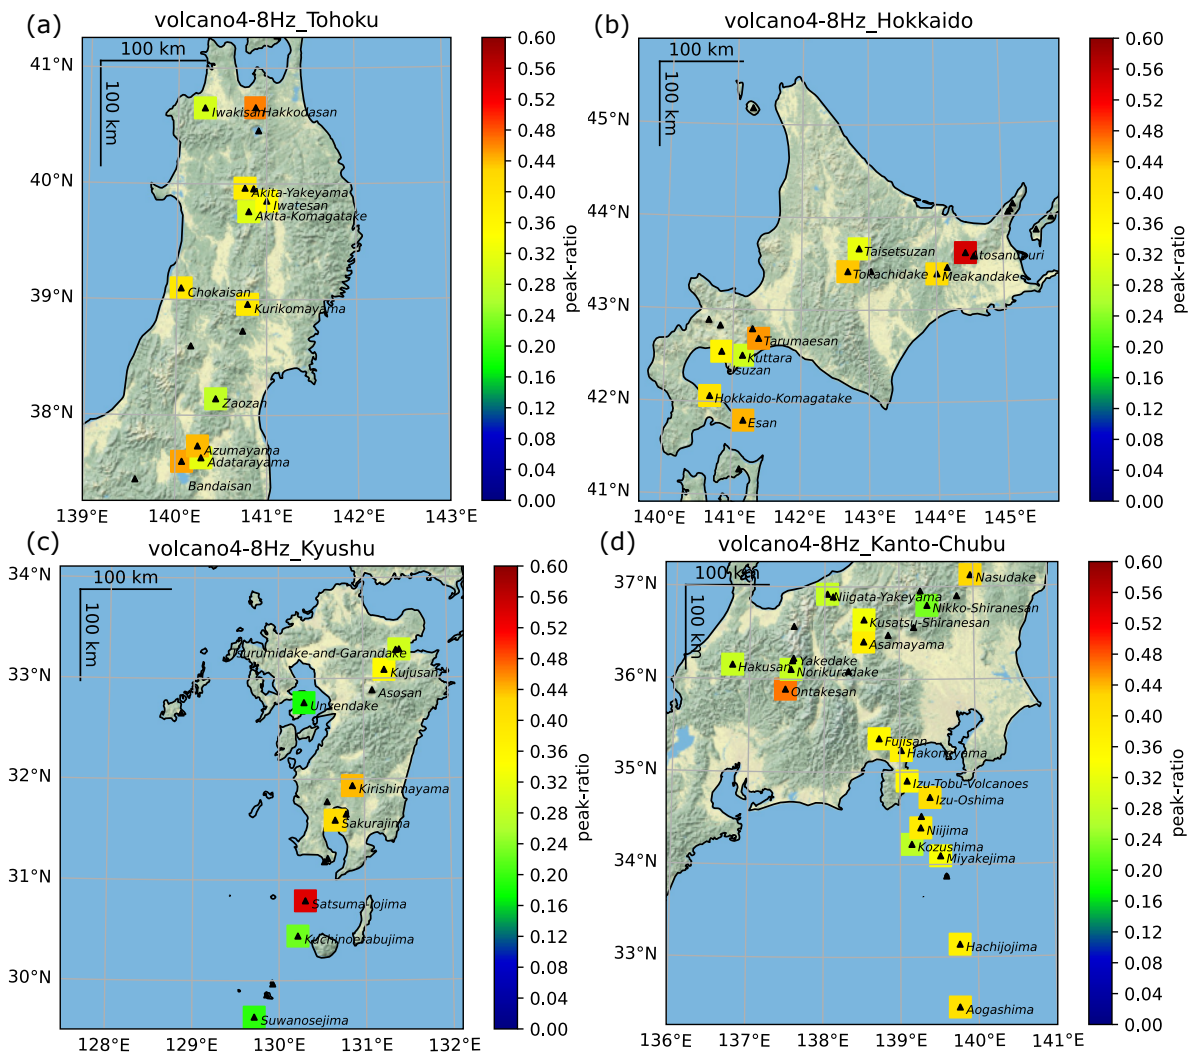 (a)
volcano4-8Hz_Tohoku
100 km
100 km
41°N
40°N
39°N
38°N
139°E
140°E
141°E
142°E
143°E
Iwakisan
Hakkodasan
Akita-Yakeyama
Iwatesan
Akita-Komagatake
Chokaisan
Kurikomayama
Zaozan
Azumayama
Adatarayama
Bandaisan
0.60
0.56
0.52
0.48
0.44
0.40
0.36
0.32
0.28
0.24
0.20
0.16
0.12
0.08
0.04
0.00
peak-ratio
(b)
volcano4-8Hz_Hokkaido
100 km
100 km
45°N
44°N
43°N
42°N
41°N
140°E
141°E
142°E
143°E
144°E
145°E
Taisetsuzan
Tokachidake
Atosanupuri
Meakandake
Tarumaesan
Kuttara
Usuzan
Hokkaido-Komagatake
Esan
0.60
0.56
0.52
0.48
0.44
0.40
0.36
0.32
0.28
0.24
0.20
0.16
0.12
0.08
0.04
0.00
peak-ratio
(c)
volcano4-8Hz_Kyushu
100 km
100 km
34°N
33°N
32°N
31°N
30°N
128°E
129°E
130°E
131°E
132°E
Tsurumidake-and-Garandake
Kujusan
Asosan
Unzendake
Kirishimayama
Sakurajima
Satsuma-Iojima
Kuchinoerabujima
Suwanosejima
0.60
0.56
0.52
0.48
0.44
0.40
0.36
0.32
0.28
0.24
0.20
0.16
0.12
0.08
0.04
0.00
peak-ratio
(d)
volcano4-8Hz_Kanto-Chubu
100 km
100 km
37°N
36°N
35°N
34°N
33°N
136°E
137°E
138°E
139°E
140°E
141°E
Nasudake
Niigata-Yakeyama
Nikko-Shiranesan
Kusatsu-Shiranesan
Asamayama
Hakusan
Yakedake
Norikuradake
Ontakesan
Fujisan
Hakoneyama
Izu-Tobu-Volcanoes
Izu-Oshima
Niijima
Kozushima
Miyakejima
Hachijojima
Aogashima
0.60
0.56
0.52
0.48
0.44
0.40
0.36
0.32
0.28
0.24
0.20
0.16
0.12
0.08
0.04
0.00
peak-ratio